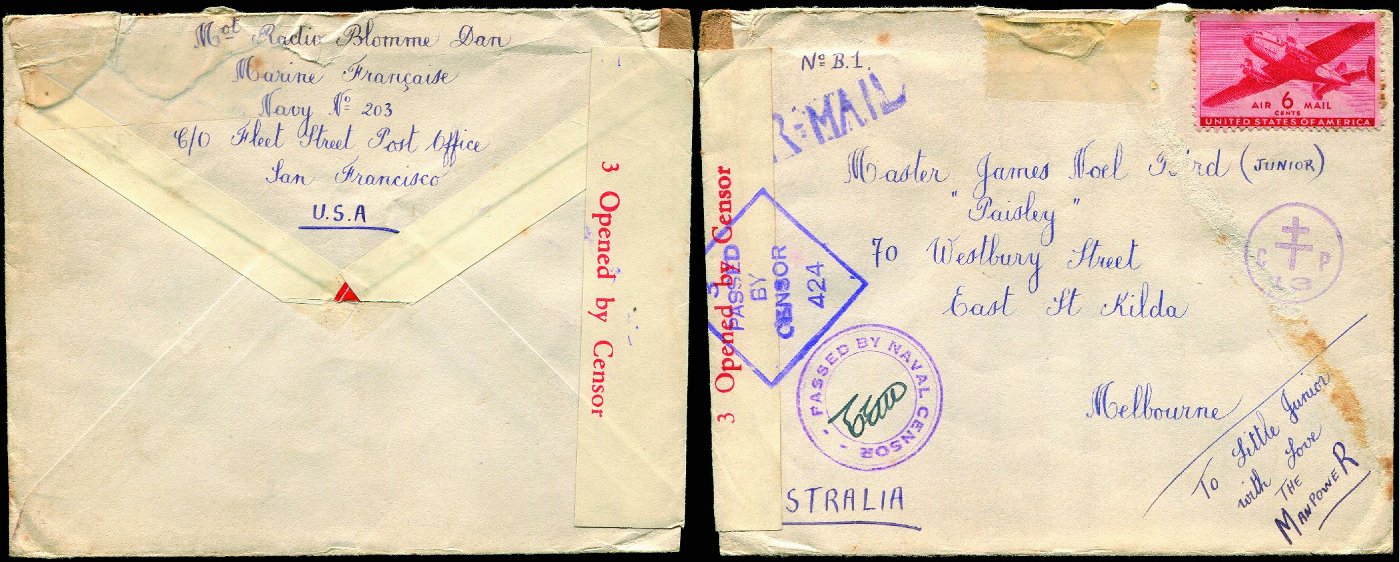 Mot Radio Blomme Dan
Marine Française
Navy No 203
C/O Fleet Street Post Office
San Francisco
U.S.A
3 Opened by Censor
No B.1.
R-MAIL
AIR 6 MAIL
CENTS
UNITED STATES OF AMERICA
Master James Noel (JUNIOR)
"Paisley"
70 Westbury Street
East St Kilda
Melbourne
STRALIA
3 Opened by Censor
PASSED
BY
CENSOR
424
PASSED BY NAVAL CENSOR
C P
43
To Little Junior
with Love
THE
MANPOWER